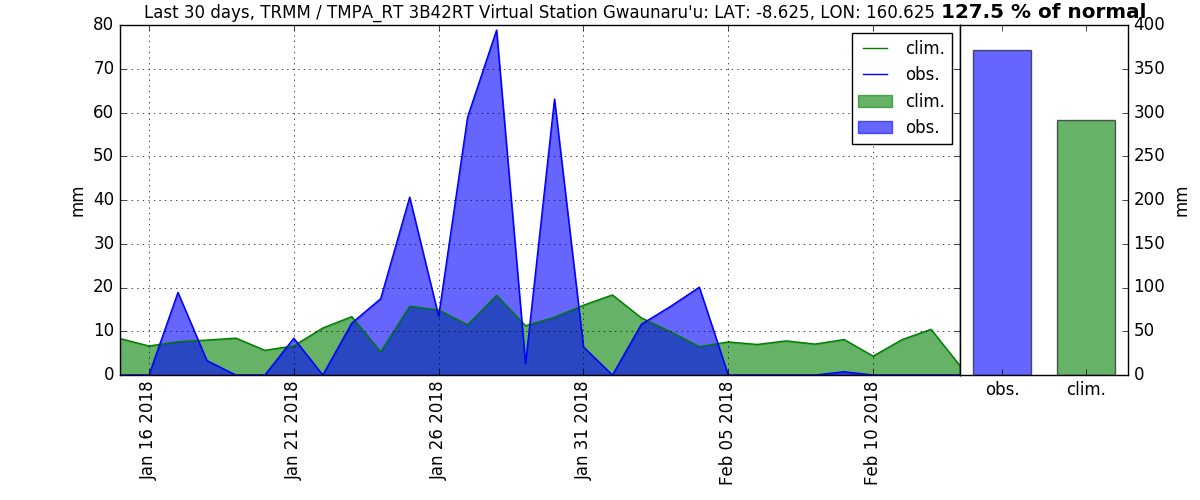 Last 30 days, TRMM / TMPA_RT 3B42RT Virtual Station Gwaunaru'u: LAT: -8.625, LON: 160.625 127.5 % of normal
80
70
60
50
40
30
20
10
0
mm
clim.
obs.
clim.
obs.
400
350
300
250
200
150
100
50
0
mm
Jan 16 2018
Jan 21 2018
Jan 26 2018
Jan 31 2018
Feb 05 2018
Feb 10 2018
obs.
clim.